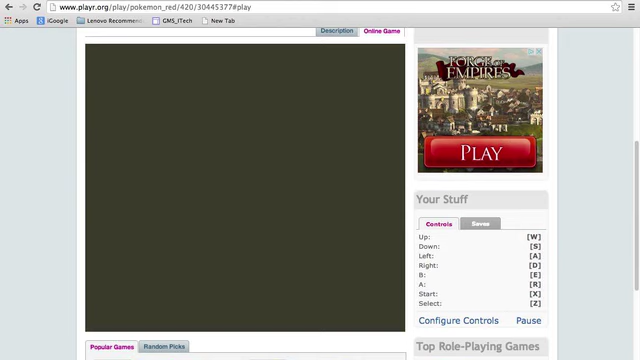 www.playr.org/play/pokemon_red/420/30445377#play
Apps iGoogle Lenovo Recommend GMS_ITech New Tab
Description Online Game
FORGE OF
EMPIRES
PLAY
Your Stuff
Controls Saves
Up: [W]
Down: [S]
Left: [A]
Right: [D]
B: [E]
A: [R]
Start: [X]
Select: [Z]
Configure Controls Pause
Popular Games Random Picks
Top Role-Playing Games